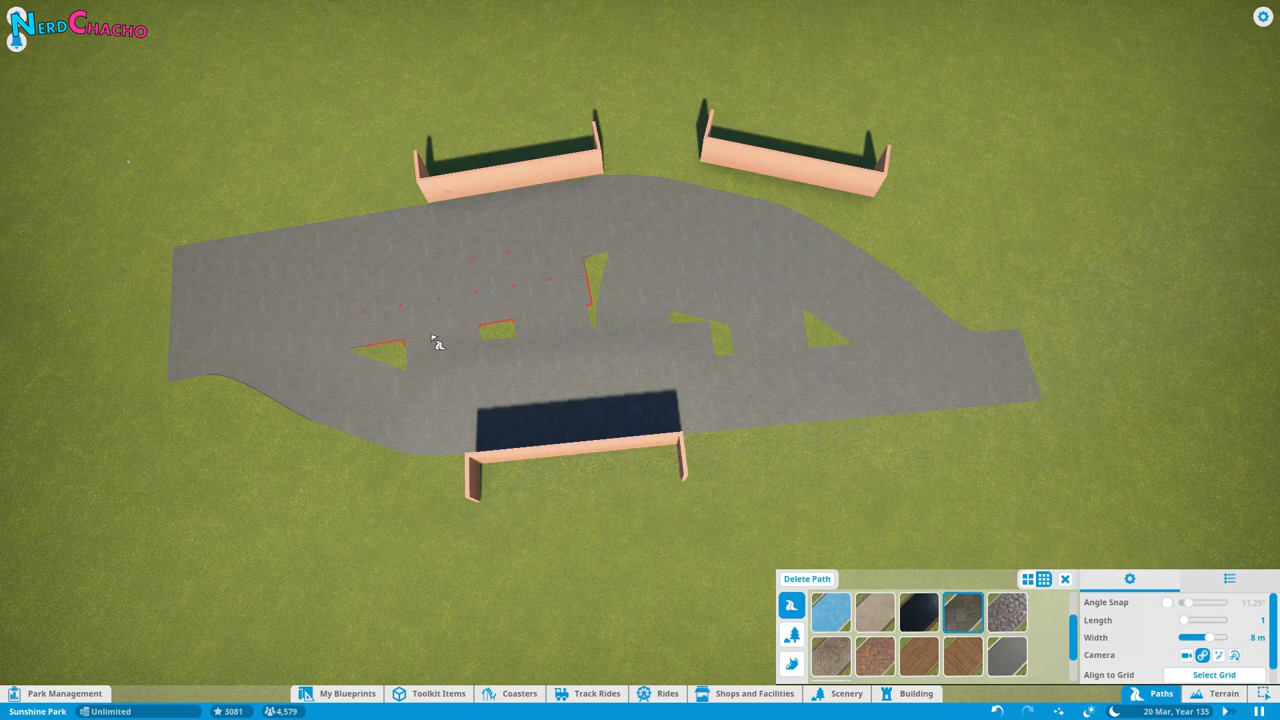 NERDCHACHO
Delete Path
Angle Snap 11.25°
Length 1
Width 8 m
Camera
Align to Grid Select Grid
Park Management My Blueprints Toolkit Items Coasters Track Rides Rides Shops and Facilities Scenery Building Paths Terrain
Sunshine Park Unlimited 3081 4,579 20 Mar, Year 135